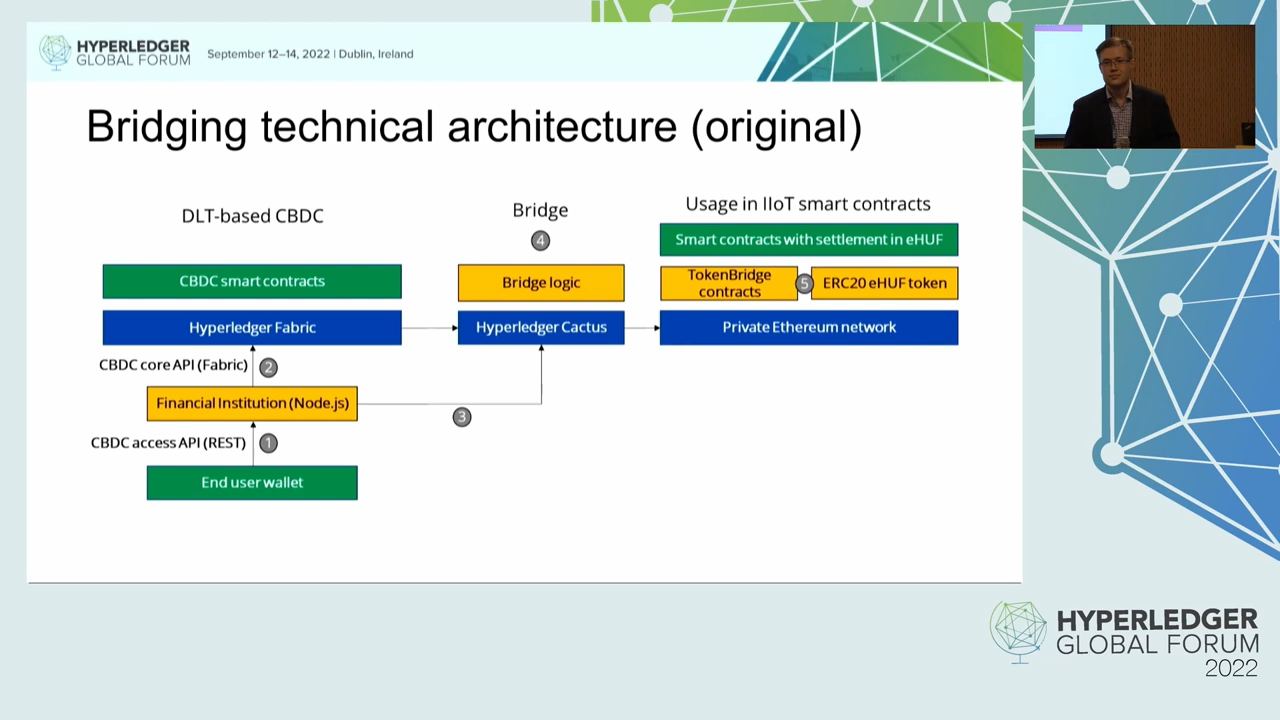 HYPERLEDGER
GLOBAL FORUM
September 12–14, 2022 | Dublin, Ireland
Bridging technical architecture (original)
DLT-based CBDC
Bridge
Usage in IIoT smart contracts
4
Smart contracts with settlement in eHUF
CBDC smart contracts
Bridge logic
TokenBridge
contracts
5
ERC20 eHUF token
Hyperledger Fabric
Hyperledger Cactus
Private Ethereum network
CBDC core API (Fabric)
2
Financial Institution (Node.js)
3
CBDC access API (REST)
1
End user wallet
HYPERLEDGER
GLOBAL FORUM
2022